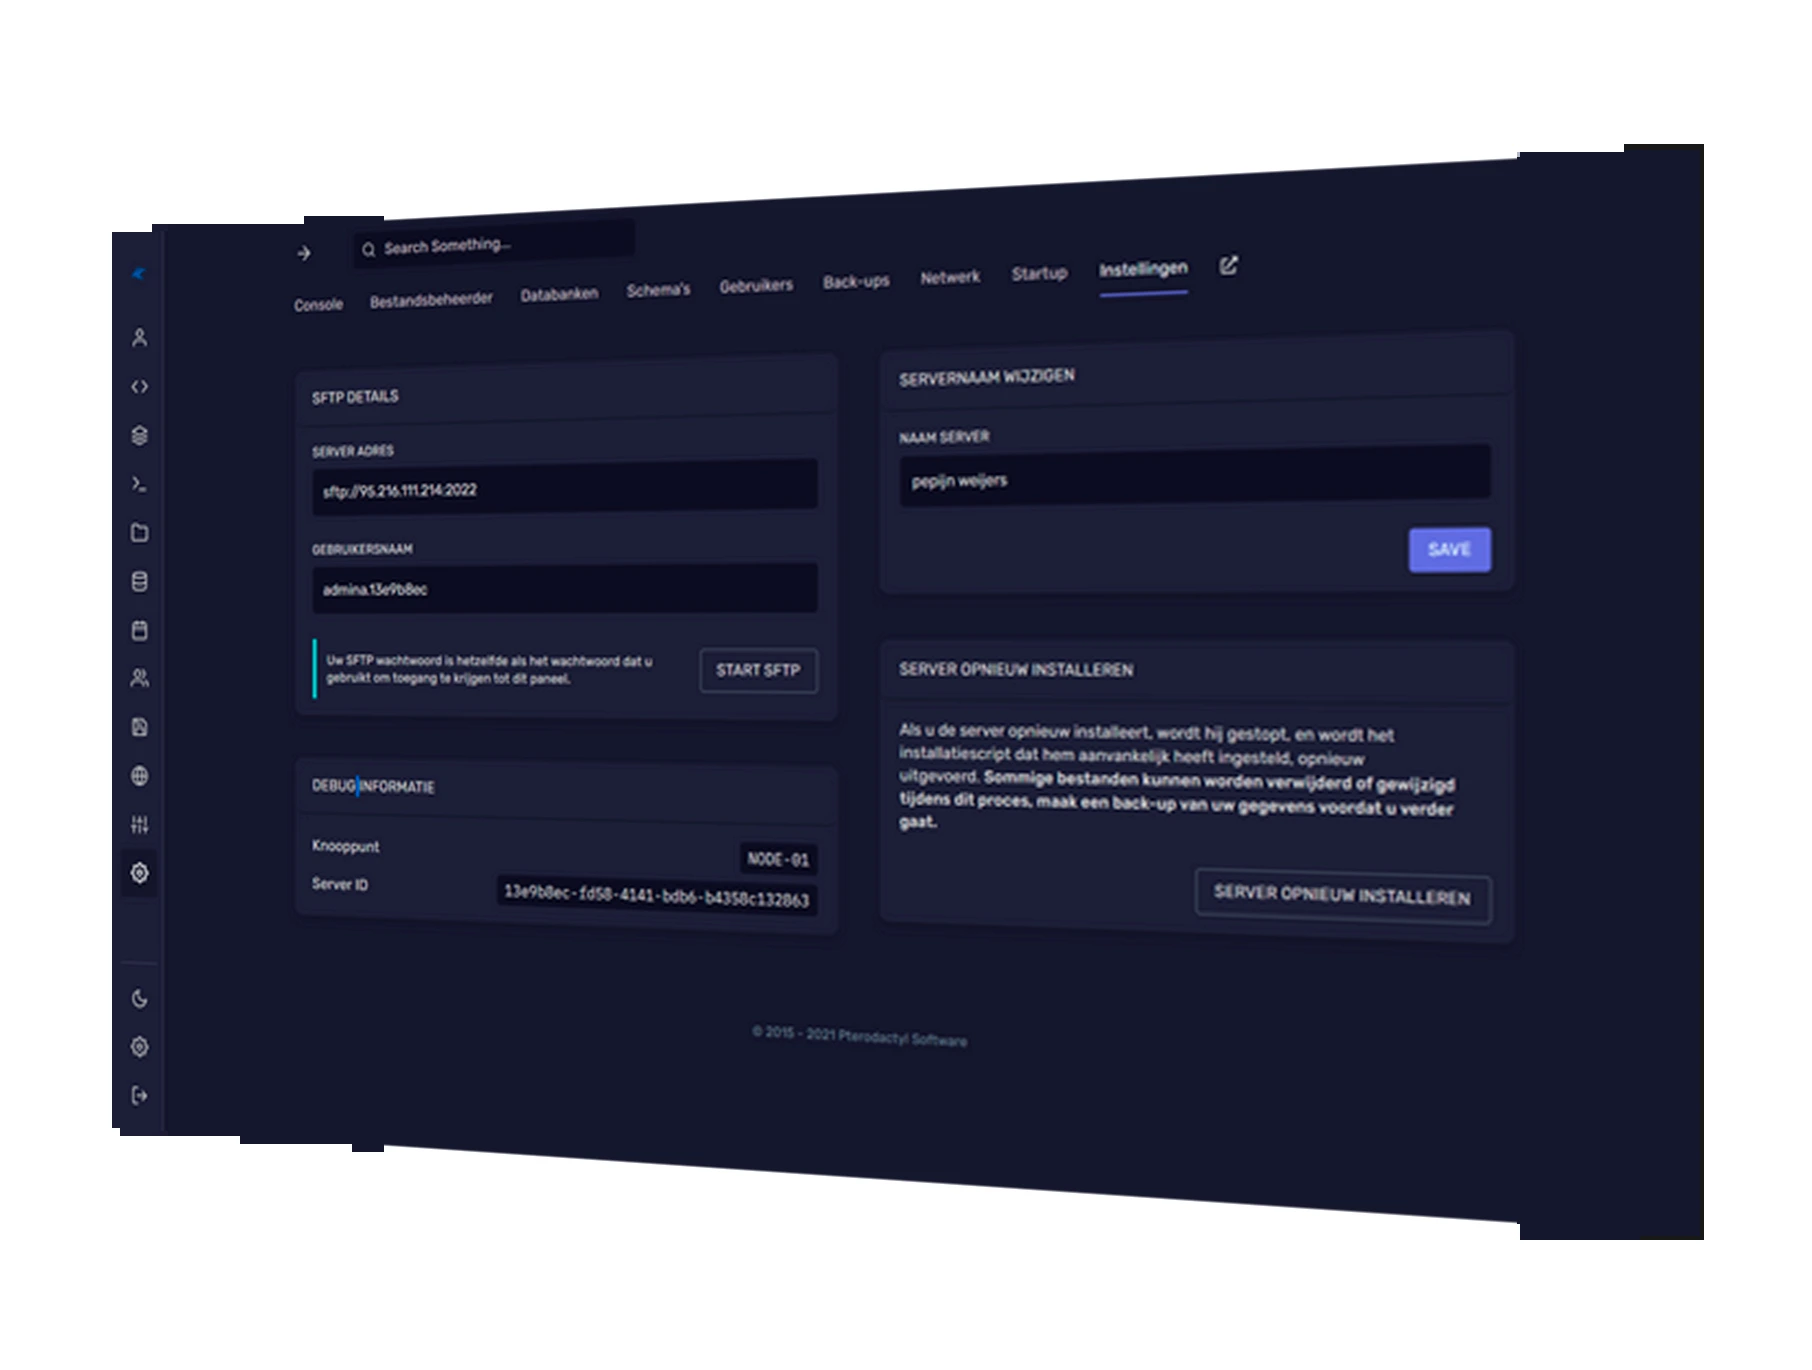 Search Something...
Console Bestandsbeheerder Databanken Schema's Gebruikers Back-ups Netwerk Startup Instellingen
SFTP DETAILS
SERVER ADRES
sftp://95.216.111.214:2022
GEBRUIKERSNAAM
admina.13e9b8ec
Uw SFTP wachtwoord is hetzelfde als het wachtwoord dat u
gebruikt om toegang te krijgen tot dit paneel.
START SFTP
DEBUG INFORMATIE
Knooppunt NODE-01
Server ID 13e9b8ec-fd58-4141-bdb6-b4358c132863
SERVERNAAM WIJZIGEN
NAAM SERVER
pepijn weijers
SAVE
SERVER OPNIEUW INSTALLEREN
Als u de server opnieuw installeert, wordt hij gestopt, en wordt het
installatiescript dat hem aanvankelijk heeft ingesteld, opnieuw
uitgevoerd. Sommige bestanden kunnen worden verwijderd of gewijzigd
tijdens dit proces, maak een back-up van uw gegevens voordat u verder
gaat.
SERVER OPNIEUW INSTALLEREN
© 2015 - 2021 Pterodactyl Software